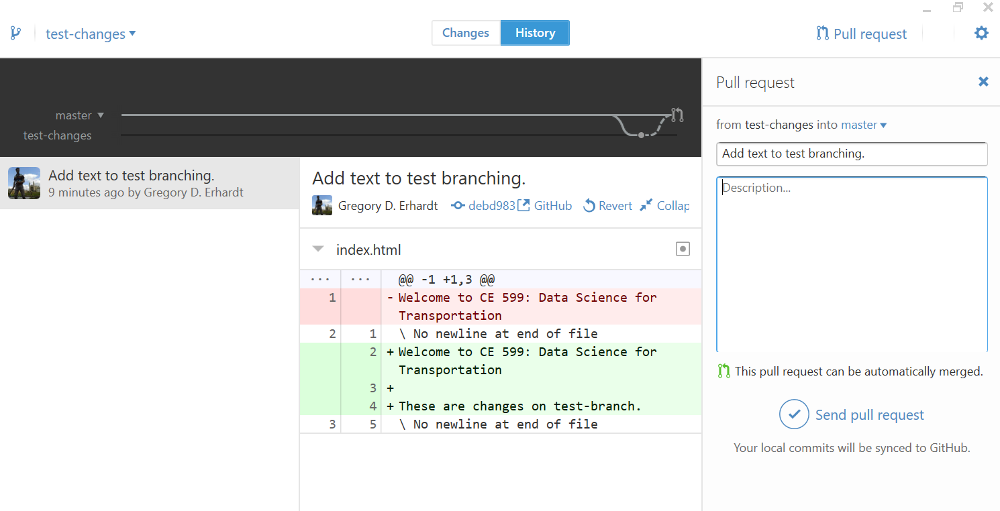 test-changes
Changes
History
Pull request
master
test-changes
Add text to test branching.
9 minutes ago by Gregory D. Erhardt
Add text to test branching.
Gregory D. Erhardt debd983 GitHub Revert Collap
index.html
... ... @@ -1 +1,3 @@
1 - Welcome to CE 599: Data Science for
Transportation
2 1 \ No newline at end of file
2 + Welcome to CE 599: Data Science for
Transportation
3 +
4 + These are changes on test-branch.
3 5 \ No newline at end of file
Pull request
from test-changes into master
Add text to test branching.
Description...
This pull request can be automatically merged.
Send pull request
Your local commits will be synced to GitHub.